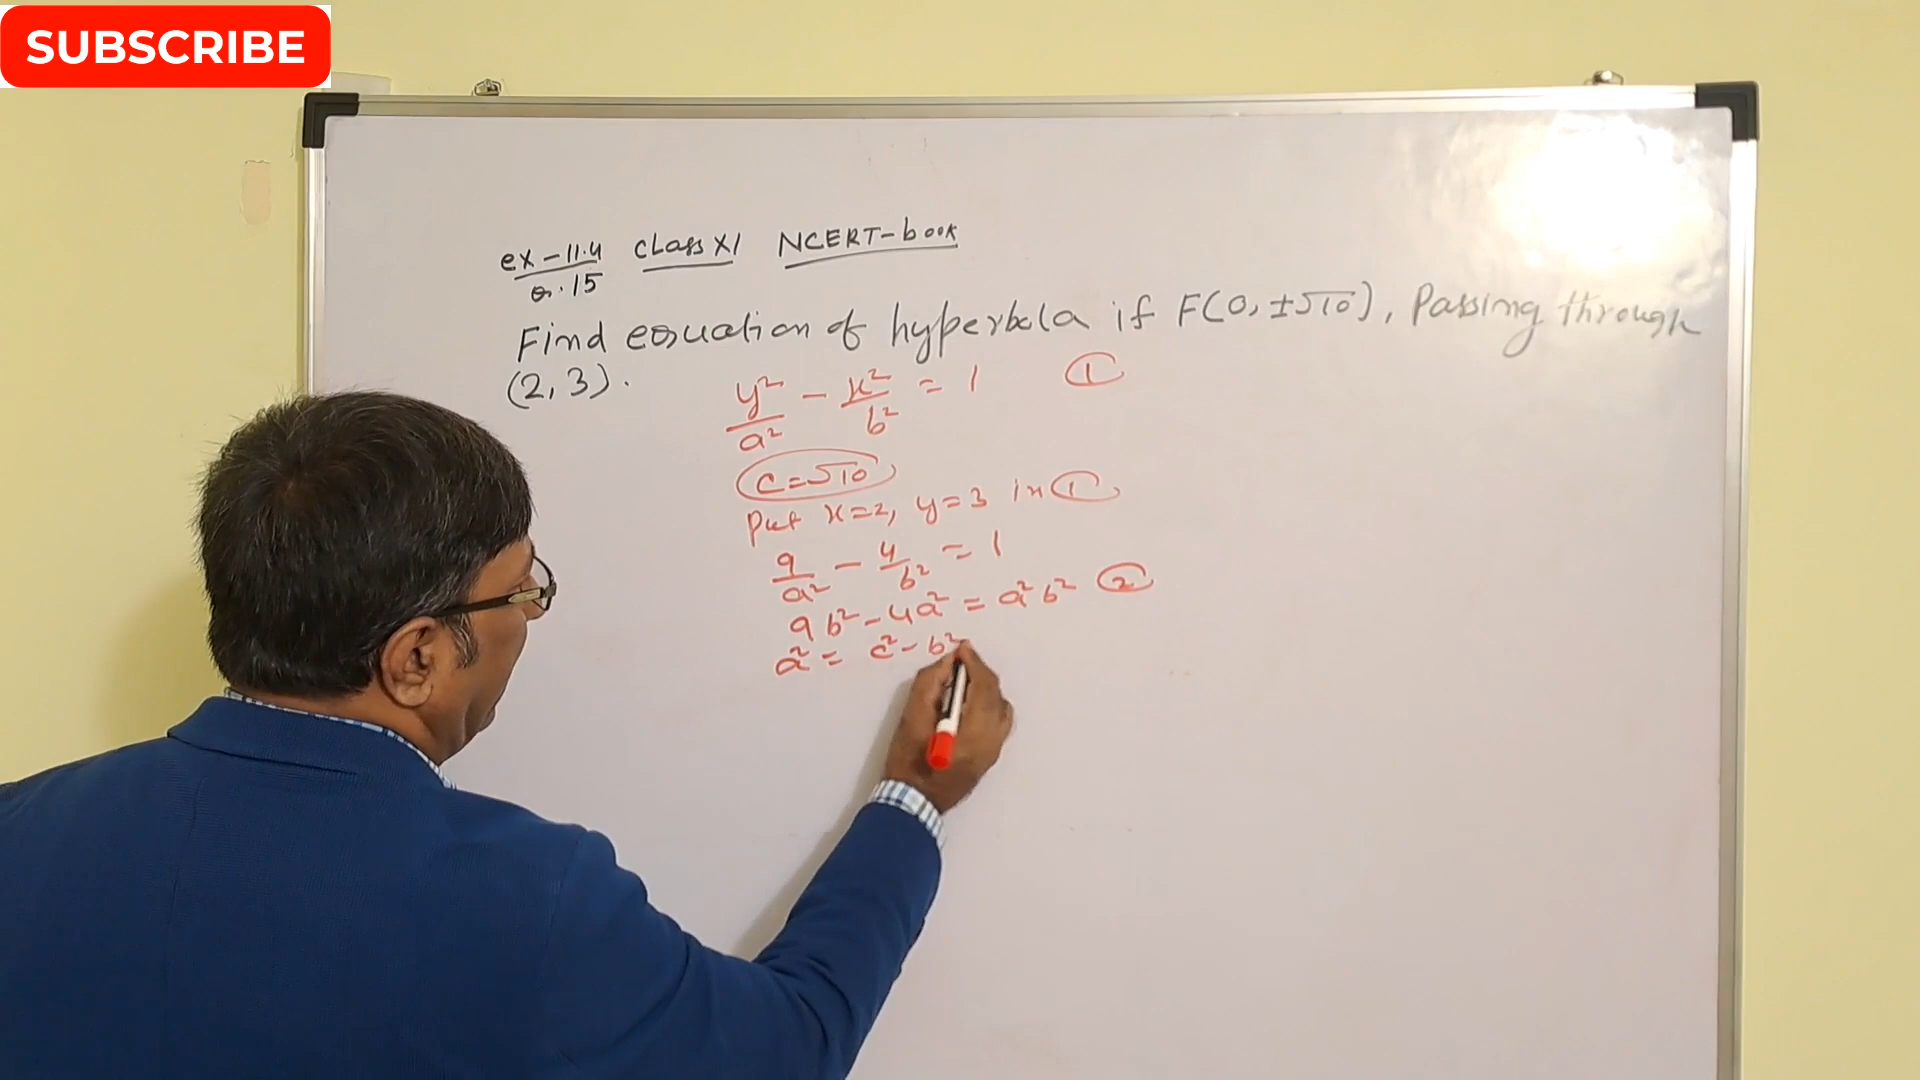 SUBSCRIBE
ex-11.4 class XI NCERT-book
Q.15
Find equation of hyperbola if F(0, ±√10), Passing through
(2,3).
y²/a² - x²/b² = 1 ①
c=√10
Put x=2, y=3 in ①
9/a² - 4/b² = 1
9b² - 4a² = a²b² ②
a² = c² - b²